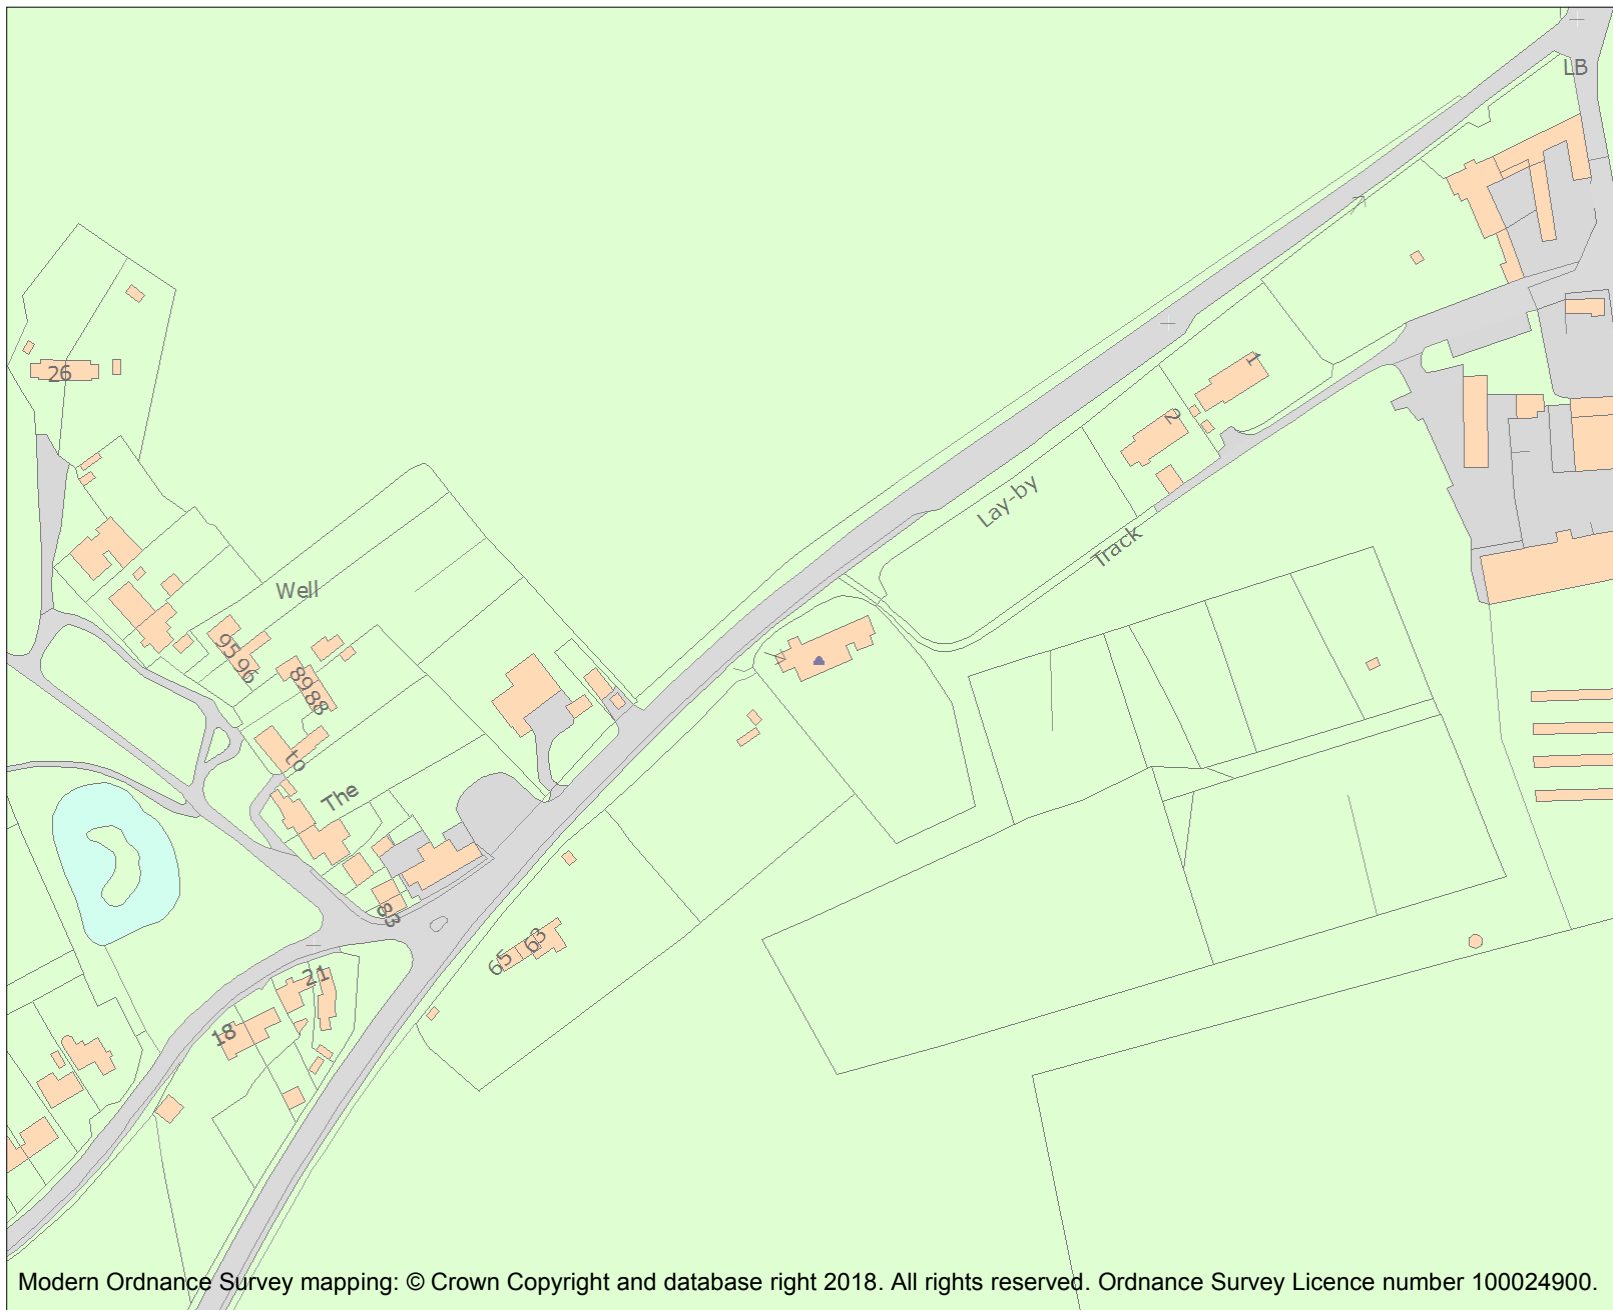 LB
26
1
2
Lay-by
Track
Well
95
96
89
88
to
The
83
65
63
21
18
Modern Ordnance Survey mapping: © Crown Copyright and database right 2018. All rights reserved. Ordnance Survey Licence number 100024900.